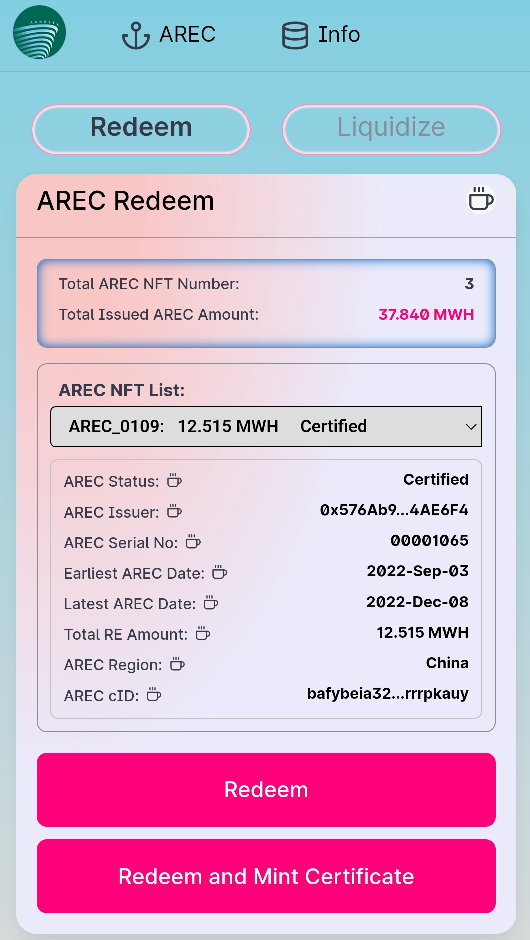 AREC Info
Redeem Liquidize
AREC Redeem
Total AREC NFT Number: 3
Total Issued AREC Amount: 37.840 MWH
AREC NFT List:
AREC_0109: 12.515 MWH Certified
AREC Status: Certified
AREC Issuer: 0x576Ab9...4AE6F4
AREC Serial No: 00001065
Earliest AREC Date: 2022-Sep-03
Latest AREC Date: 2022-Dec-08
Total RE Amount: 12.515 MWH
AREC Region: China
AREC cID: bafybeia32...rrrpkauy
Redeem
Redeem and Mint Certificate